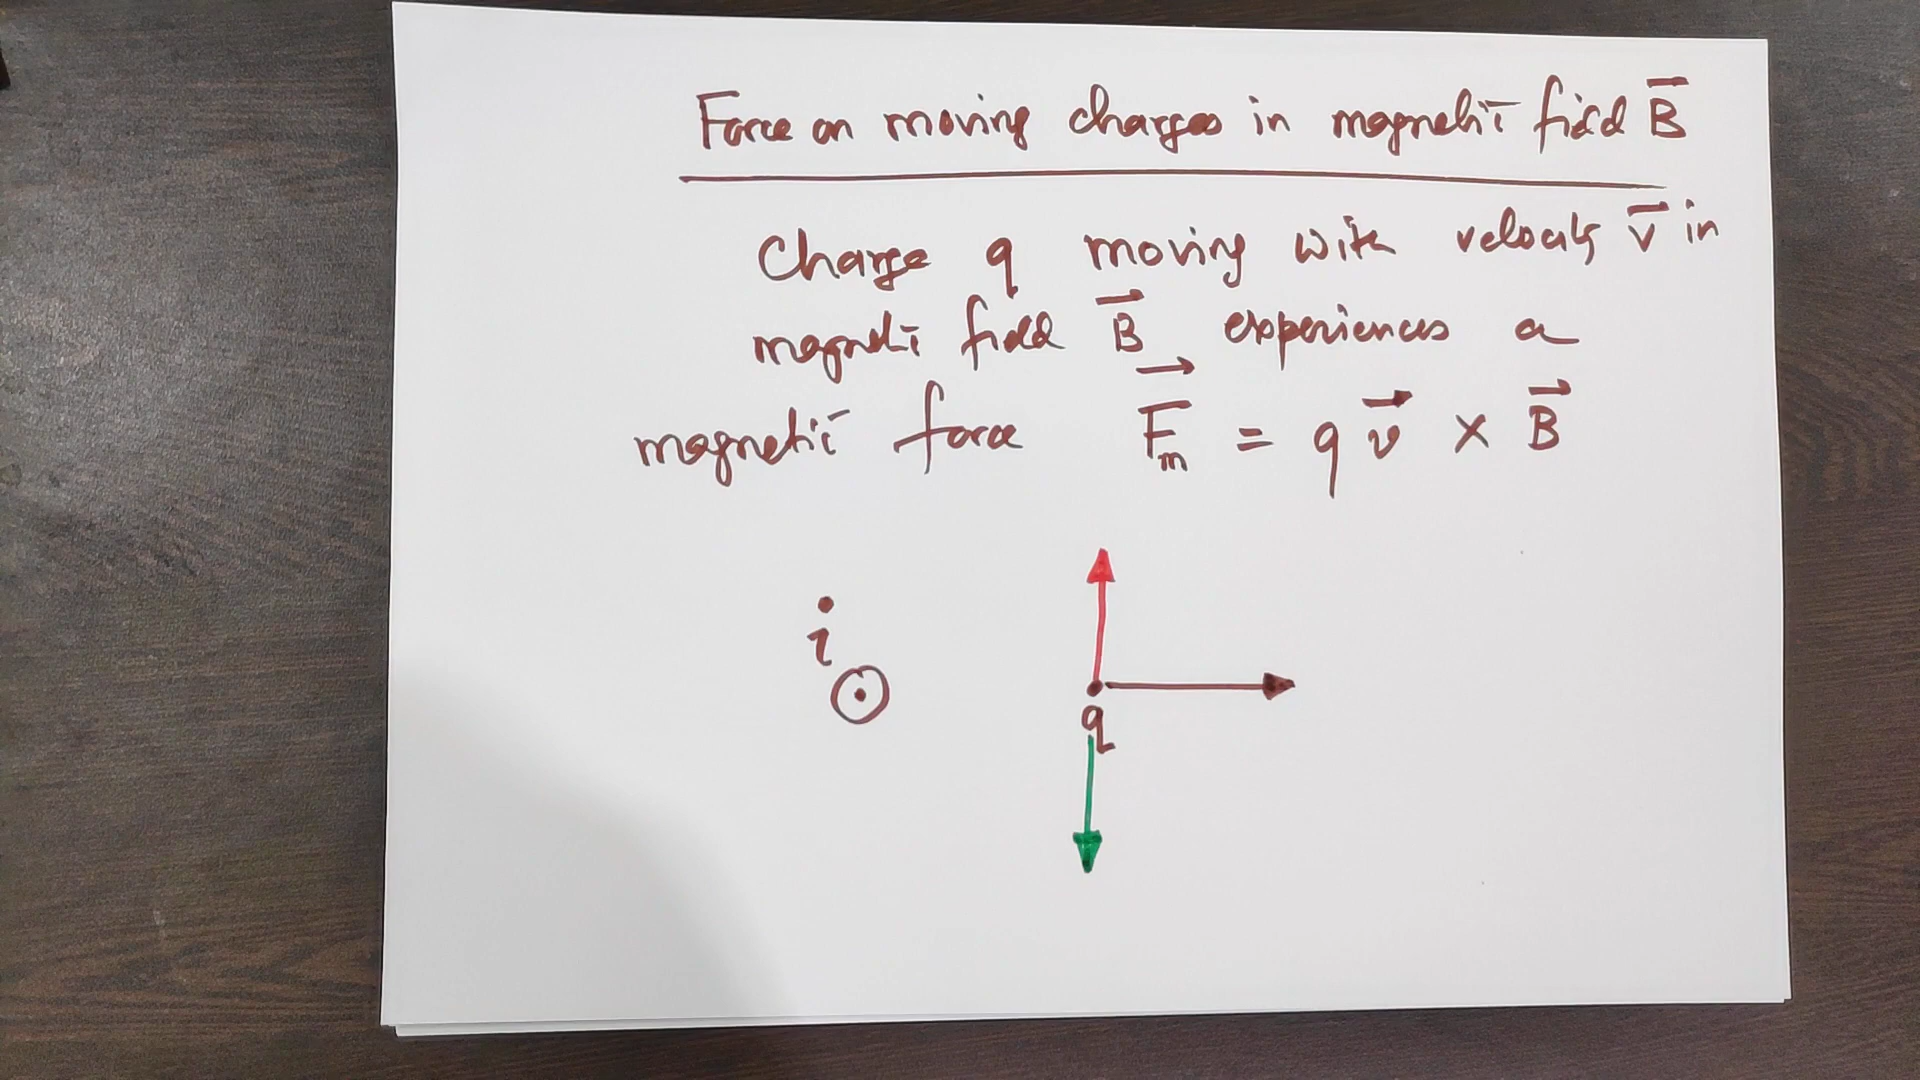 Force on moving charges in magnetic field B⃗
Charge q moving with velocity v⃗ in
magnetic field B⃗ experiences a
magnetic force F⃗m = q v⃗ × B⃗
i
q